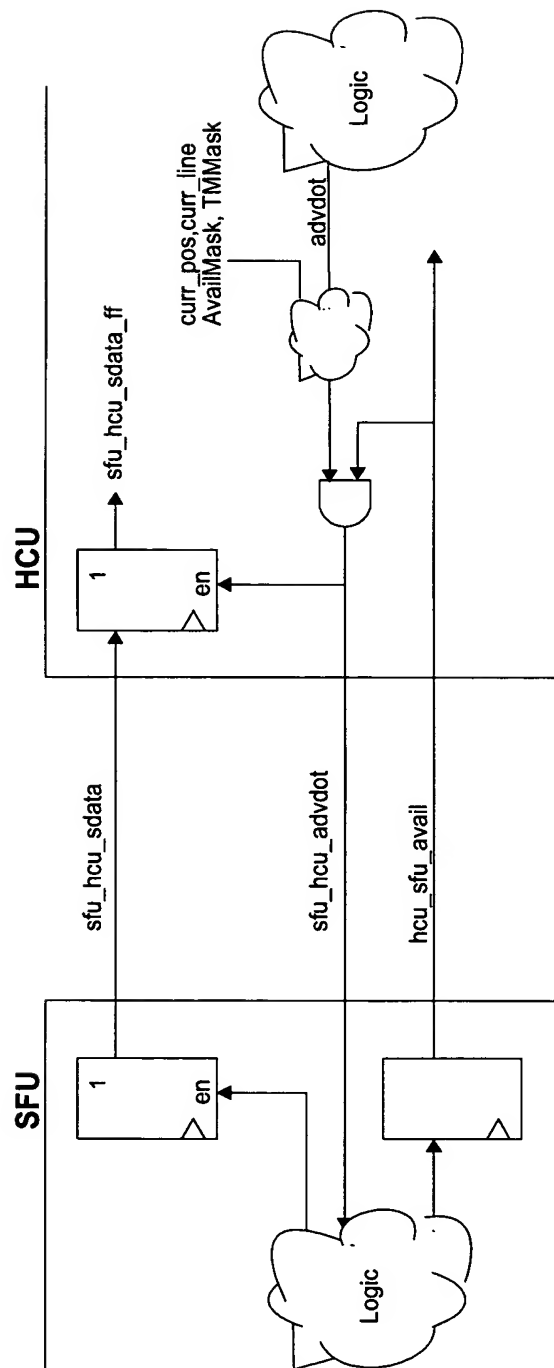 SFU
HCU
1
en
sfu_hcu_sdata
1
en
sfu_hcu_sdata_ff
curr_pos,curr_line
AvailMask, TMMask
Logic
sfu_hcu_advdot
advdot
Logic
hcu_sfu_avail